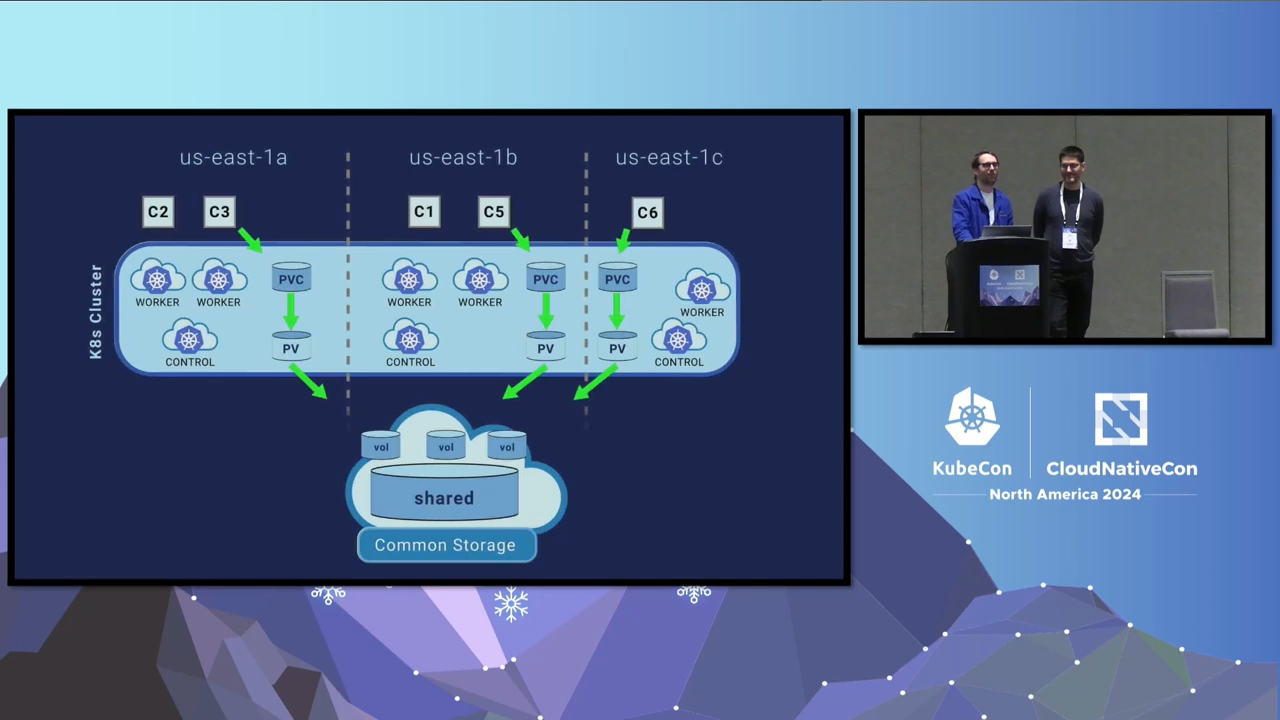 us-east-1a
us-east-1b
us-east-1c
C2
C3
C1
C5
C6
K8s Cluster
WORKER
WORKER
PVC
CONTROL
PV
WORKER
WORKER
PVC
CONTROL
PV
PVC
WORKER
PV
CONTROL
vol
vol
vol
shared
Common Storage
KubeCon
CloudNativeCon
North America 2024